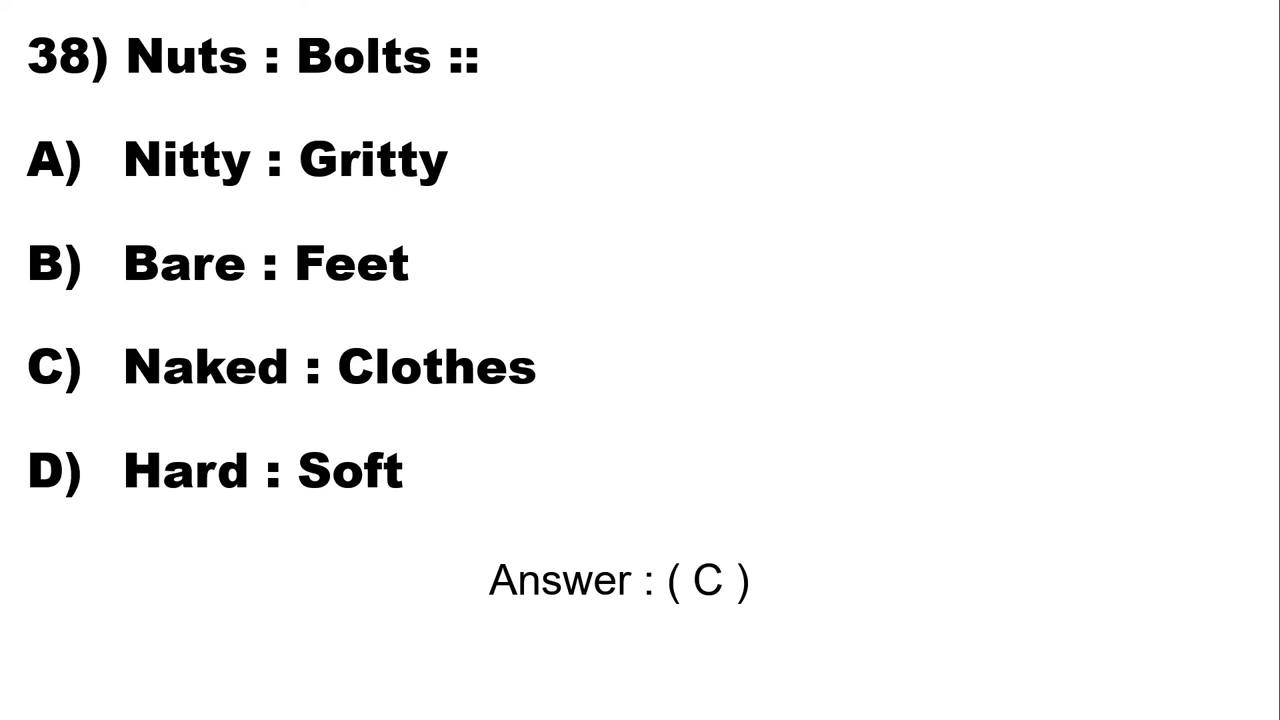 38) Nuts : Bolts ::
A) Nitty : Gritty
B) Bare : Feet
C) Naked : Clothes
D) Hard : Soft
Answer : ( C )